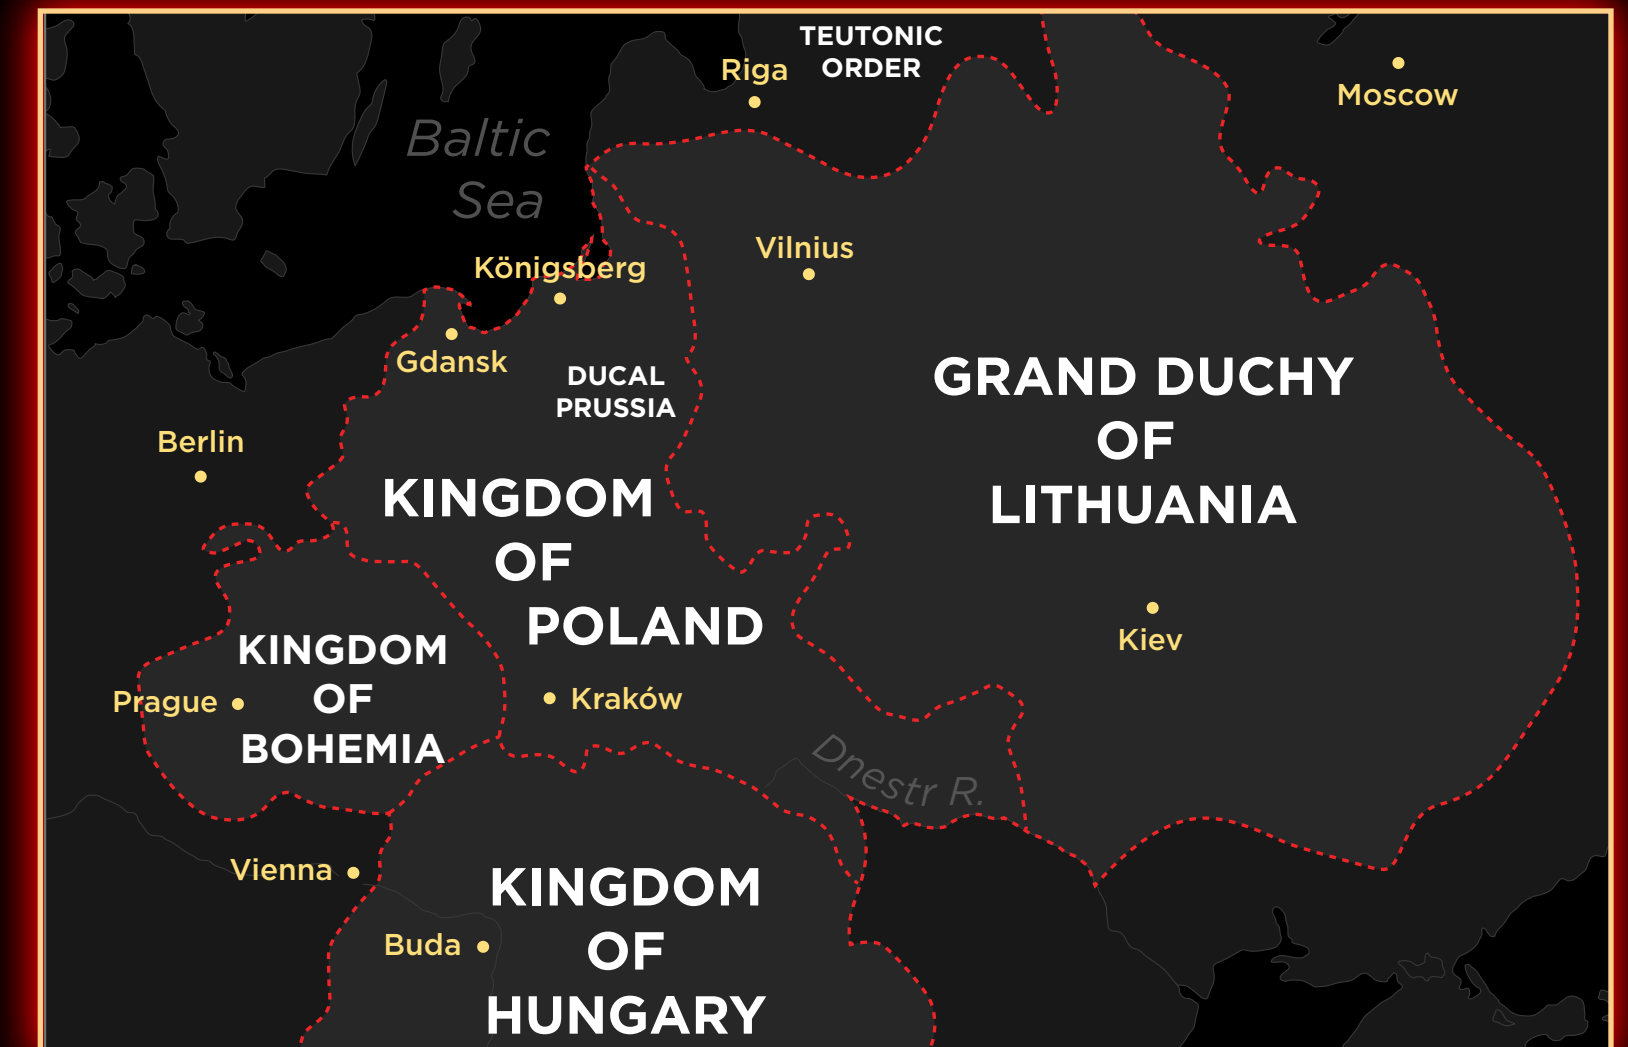 TEUTONIC
ORDER
Riga
Moscow
Baltic
Sea
Vilnius
Königsberg
Gdansk
DUCAL
PRUSSIA
GRAND DUCHY
OF
LITHUANIA
Berlin
KINGDOM
OF
POLAND
Kiev
KINGDOM
OF
BOHEMIA
Prague
Kraków
Dnestr R.
Vienna
KINGDOM
OF
HUNGARY
Buda